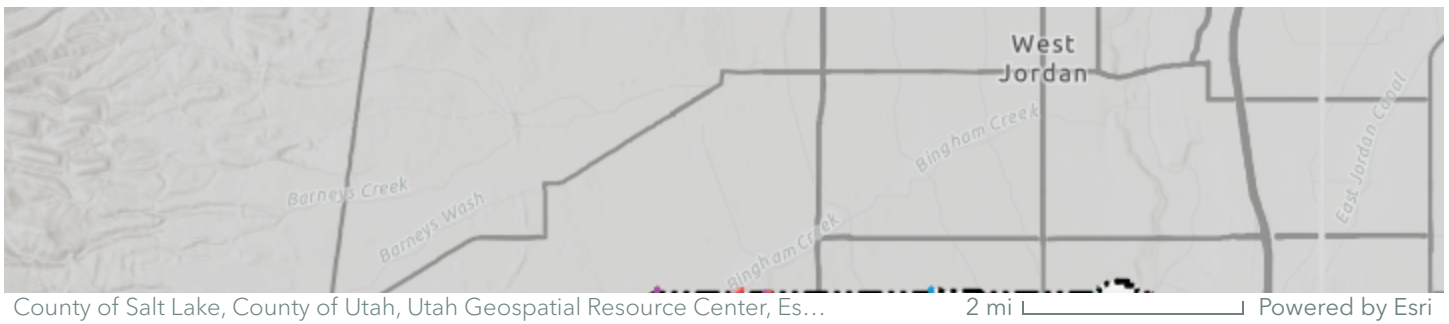 West
Jordan
Bingham Creek
East Jordan Canal
Barneys Creek
Barneys Wash
Bingham Creek
County of Salt Lake, County of Utah, Utah Geospatial Resource Center, Es...
2 mi
Powered by Esri